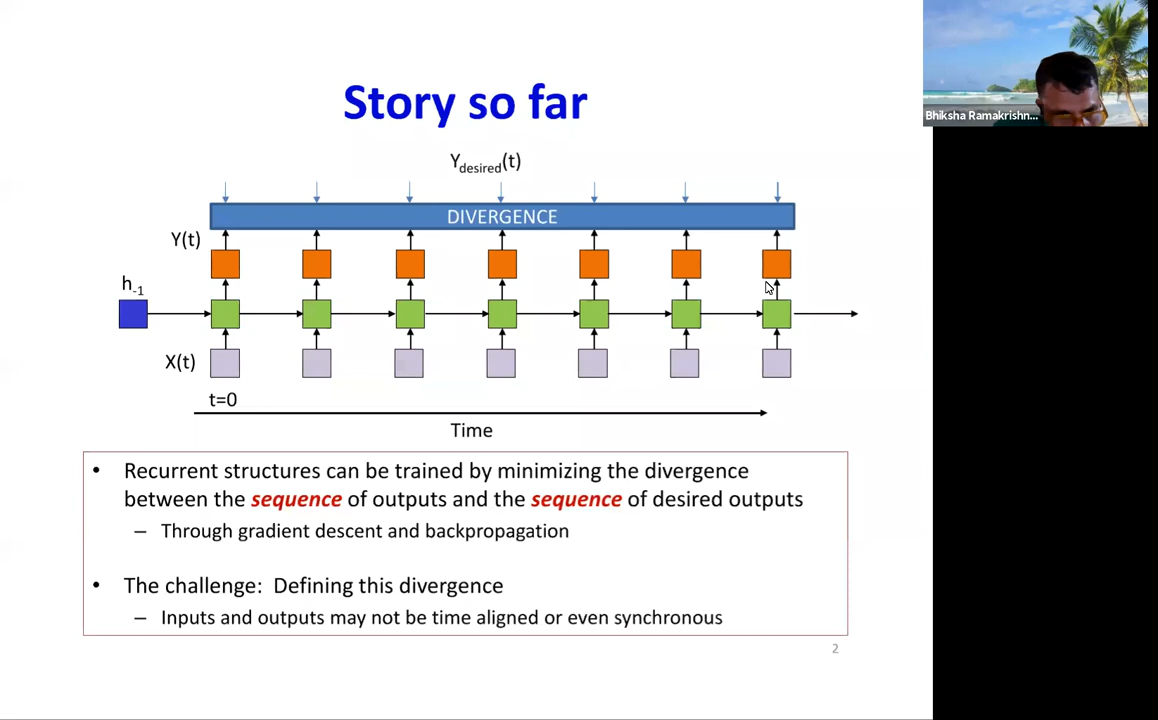 Bhiksha Ramakrishn...
Story so far
Ydesired(t)
DIVERGENCE
Y(t)
h-1
X(t)
t=0
Time
• Recurrent structures can be trained by minimizing the divergence
between the sequence of outputs and the sequence of desired outputs
– Through gradient descent and backpropagation
• The challenge: Defining this divergence
– Inputs and outputs may not be time aligned or even synchronous
2